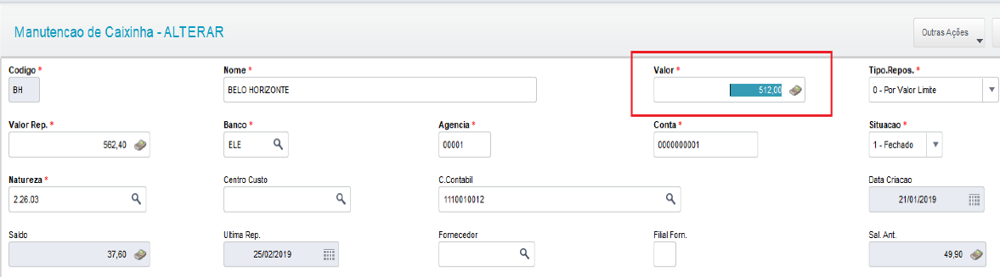 Manutencao de Caixinha - ALTERAR
Outras Ações
Codigo * Nome * Valor * Tipo.Repos. *
BH BELO HORIZONTE 512,00 0 - Por Valor Limite
Valor Rep. * Banco * Agencia * Conta * Situacao *
562,40 ELE 00001 0000000001 1 - Fechado
Natureza * Centro Custo C.Contabil Data Criacao
2.26.03 1110010012 21/01/2019
Saldo Ultima Rep. Fornecedor Filial Forn. Sal. Ant.
37,60 25/02/2019 49,90